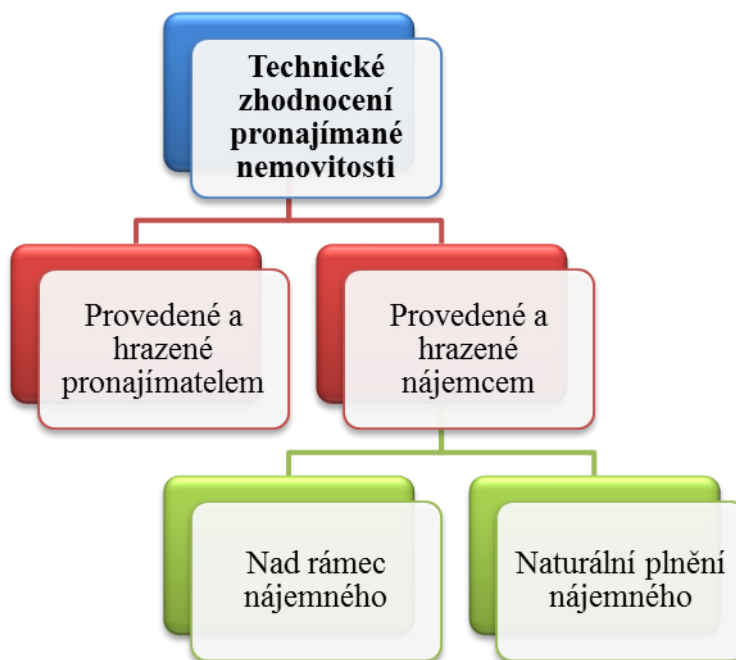 Technické
zhodnocení
pronajímané
nemovitosti
Provedené a
hrazené
pronajímatelem
Provedené a
hrazené
nájemcem
Nad rámec
nájemného
Naturální plnění
nájemného